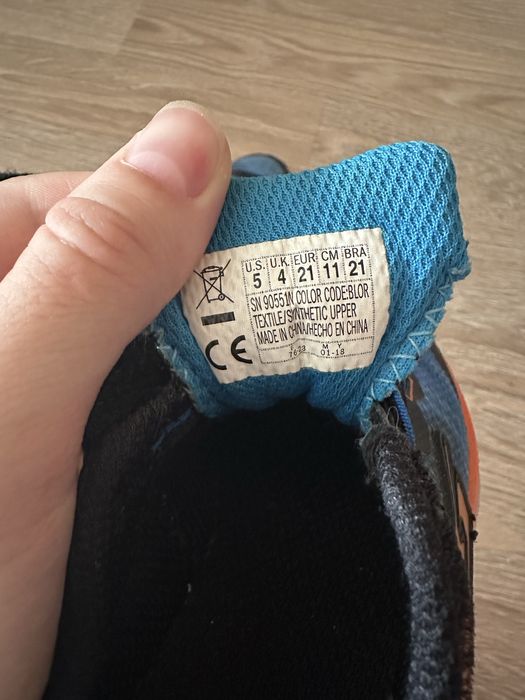 U.S. U.K. EUR CM BRA
5 4 21 11 21
SN 90551N COLOR CODE:BLOR
TEXTILE/SYNTHETIC UPPER
MADE IN CHINA/HECHO EN CHINA
M Y
01-18
CE